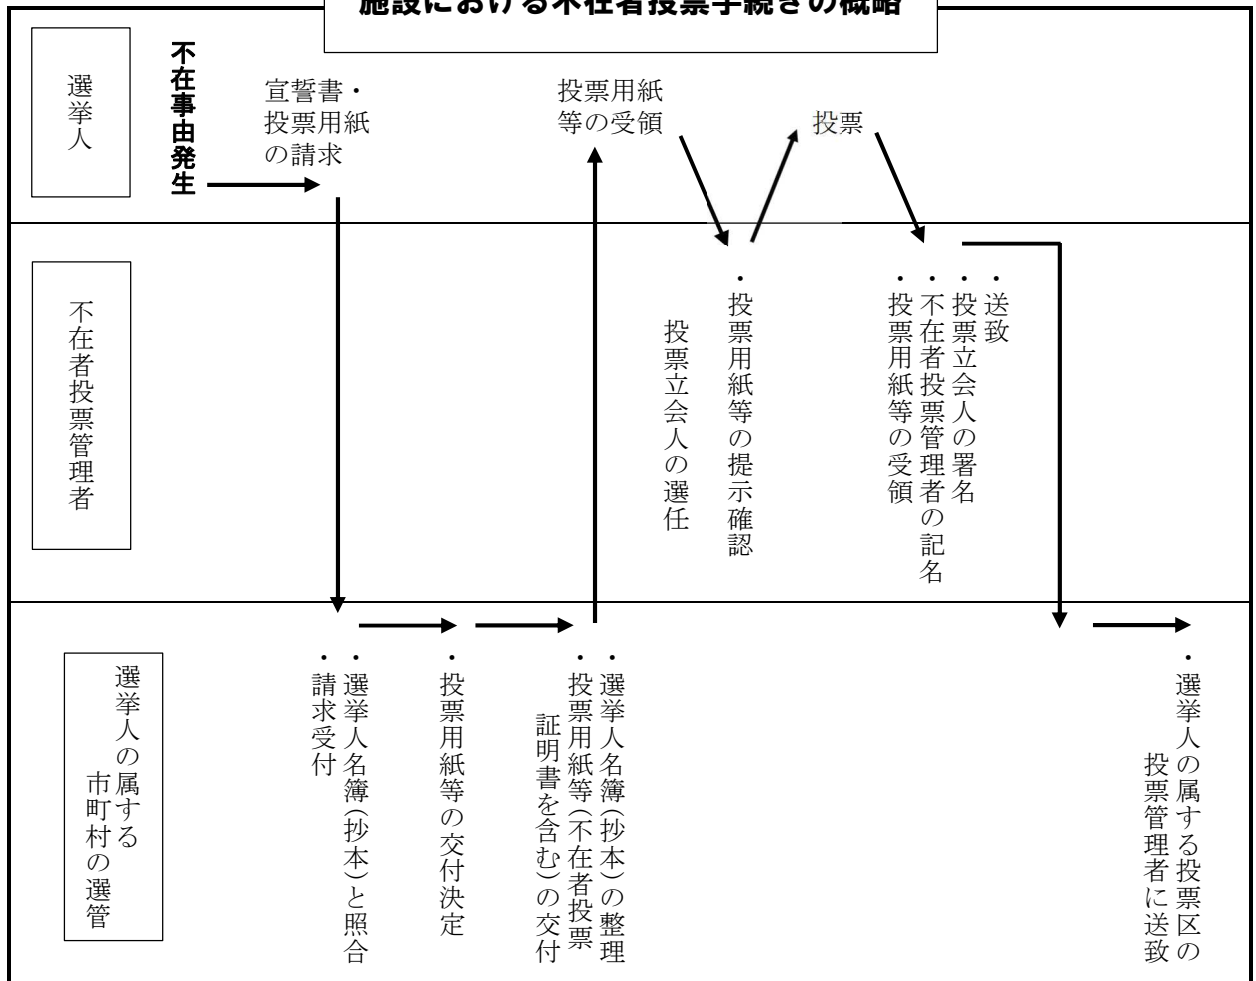 施設における不在者投票手続きの概略
選挙人
不在事由発生
宣誓書・
投票用紙
の請求
投票用紙
等の受領
投票
不在者投票管理者
・投票用紙等の提示確認
投票立会人の選任
・送致
・投票立会人の署名
・不在者投票管理者の記名
・投票用紙等の受領
選挙人の属する
市町村の選管
・選挙人名簿(抄本)と照合
・請求受付
・投票用紙等の交付決定
・選挙人名簿(抄本)の整理
・投票用紙等(不在者投票
証明書を含む)の交付
・選挙人の属する投票区の
投票管理者に送致